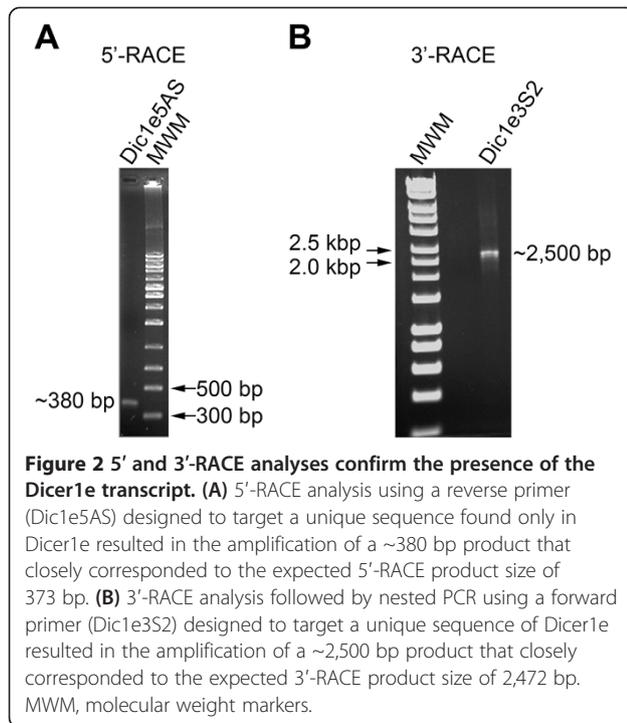 A
5′-RACE
Dic1e5AS
MWM
500 bp
~380 bp
300 bp
B
3′-RACE
MWM
Dic1e3S2
2.5 kbp
2.0 kbp
~2,500 bp
Figure 2 5′ and 3′-RACE analyses confirm the presence of the
Dicer1e transcript. (A) 5′-RACE analysis using a reverse primer
(Dic1e5AS) designed to target a unique sequence found only in
Dicer1e resulted in the amplification of a ~380 bp product that
closely corresponded to the expected 5′-RACE product size of
373 bp. (B) 3′-RACE analysis followed by nested PCR using a forward
primer (Dic1e3S2) designed to target a unique sequence of Dicer1e
resulted in the amplification of a ~2,500 bp product that closely
corresponded to the expected 3′-RACE product size of 2,472 bp.
MWM, molecular weight markers.